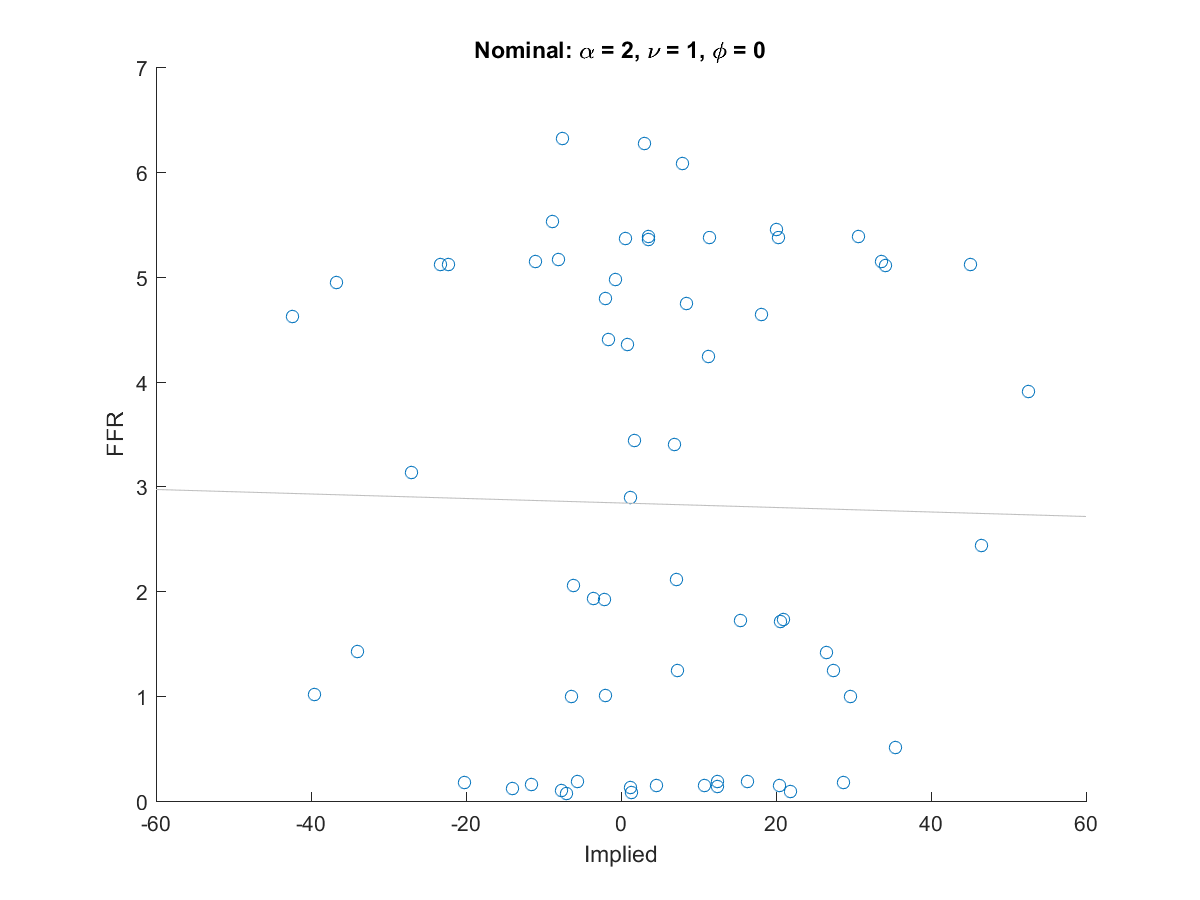 Nominal: α = 2, ν = 1, ϕ = 0
7
6
5
4
3
2
1
0
FFR
-60 -40 -20 0 20 40 60
Implied